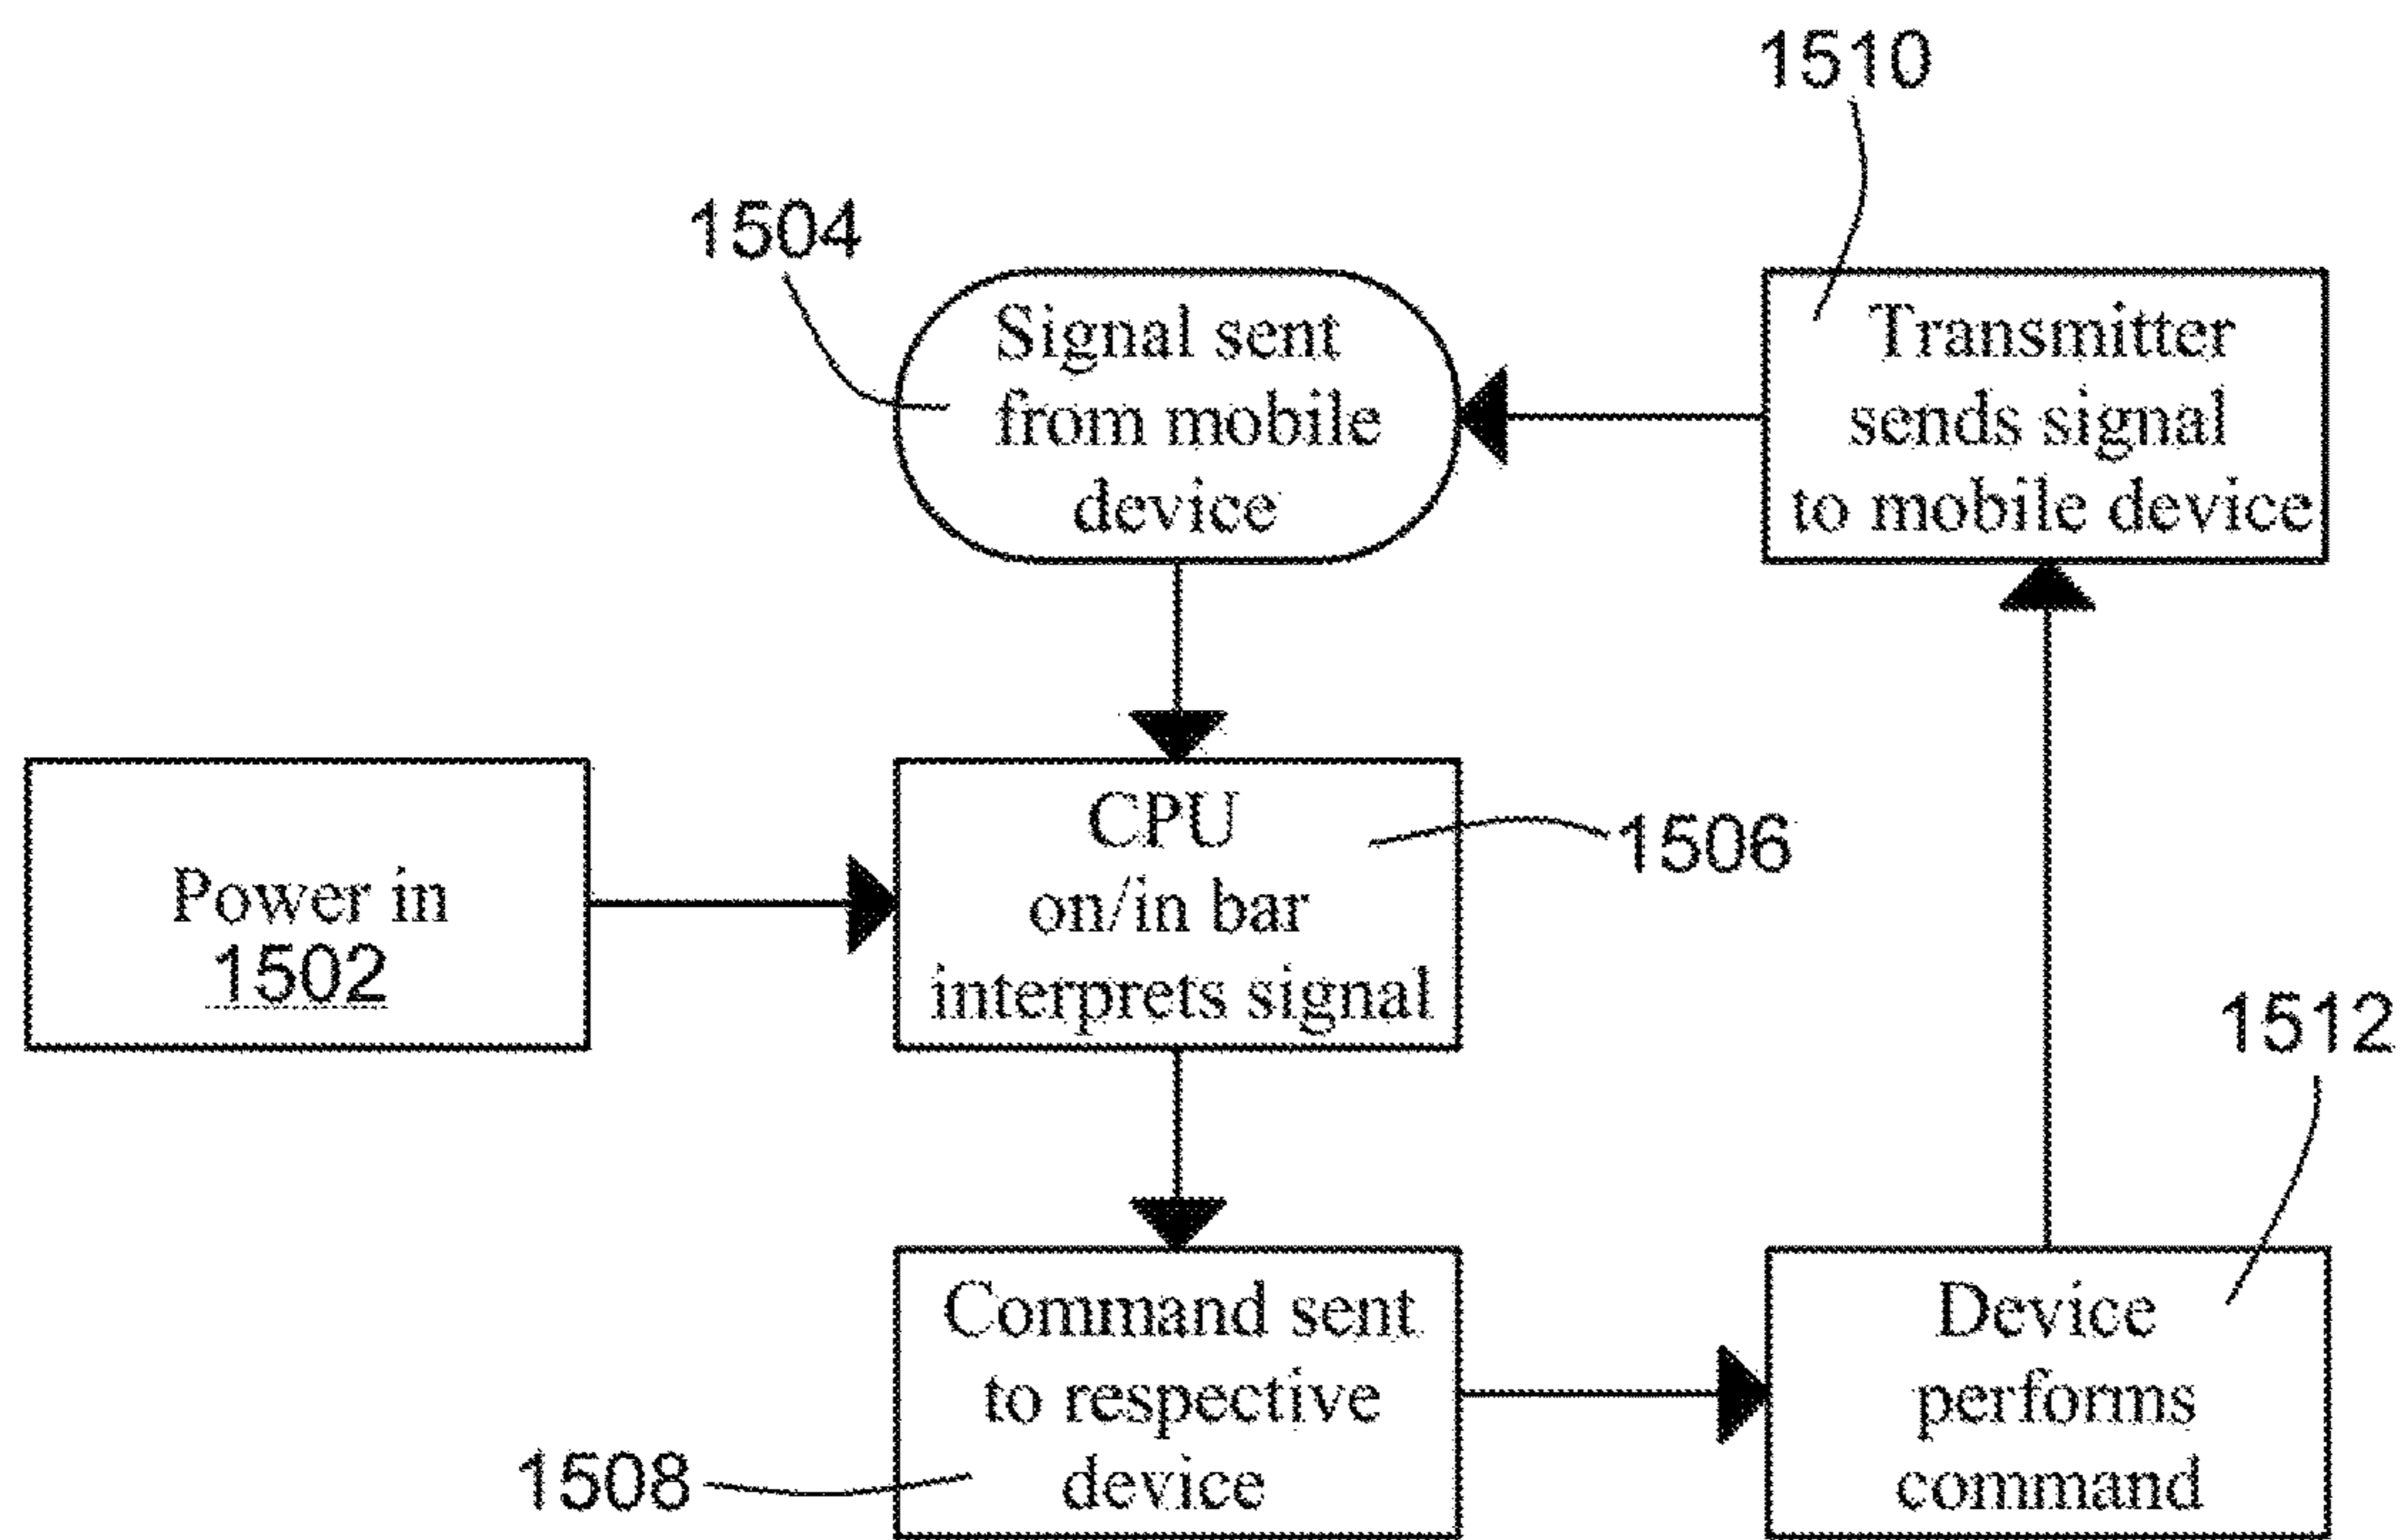 1510
1504
Signal sent
from mobile
device
Transmitter
sends signal
to mobile device
Power in
1502
CPU
on/in bar
interprets signal
1506
1512
Command sent
to respective
device
1508
Device
performs
command